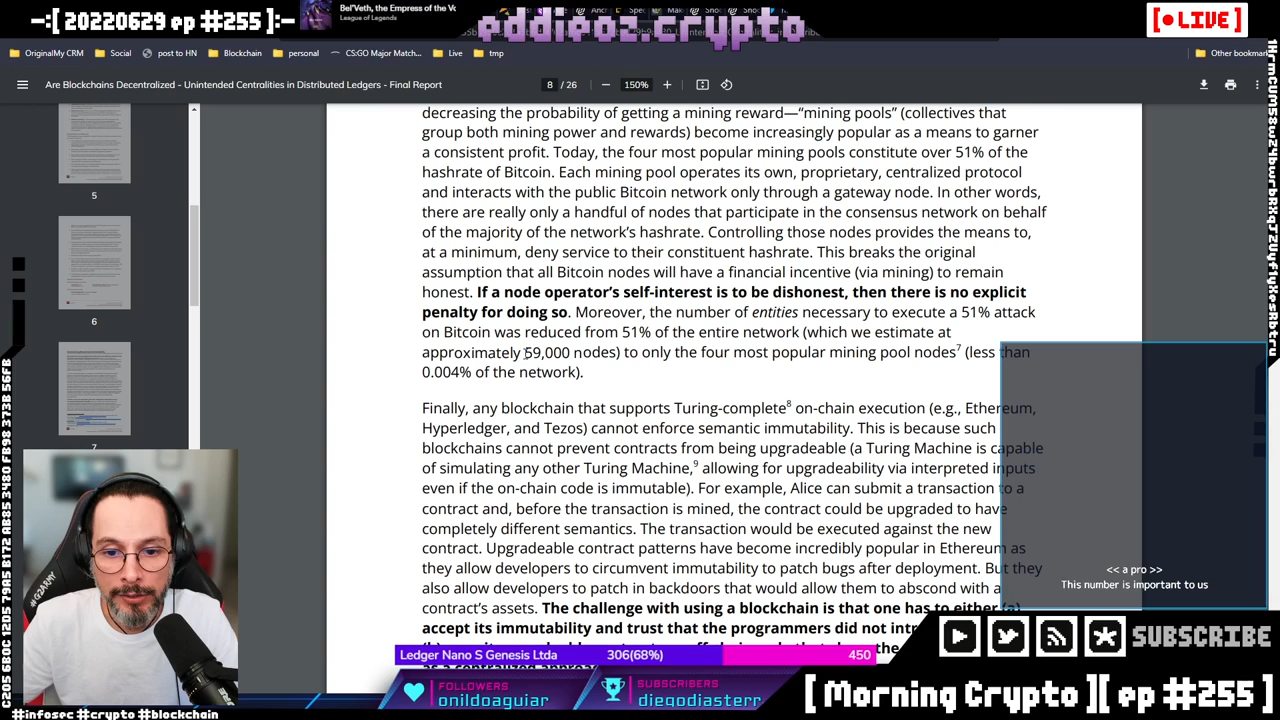 -:[ 20220629 ep #255 ]:-
Bel'Veth, the Empress of the Vo
League of Legends
eddieoz.crypto
[ LIVE ]
OriginalMy CRM
Social
post to HN
Blockchain
personal
CS:GO Major Match...
Live
tmp
Other bookmar
Are Blockchains Decentralized - Unintended Centralities in Distributed Ledgers - Final Report
8 / 26
150%
5
6
7
decreasing the probability of getting a mining reward—“mining pools” (collectives that
group both mining power and rewards) become increasingly popular as a means to garner
a consistent profit. Today, the four most popular mining pools constitute over 51% of the
hashrate of Bitcoin. Each mining pool operates its own, proprietary, centralized protocol
and interacts with the public Bitcoin network only through a gateway node. In other words,
there are really only a handful of nodes that participate in the consensus network on behalf
of the majority of the network’s hashrate. Controlling those nodes provides the means to,
at a minimum, deny service to their constituent hashrate. This breaks the original
assumption that all Bitcoin nodes will have a financial incentive (via mining) to remain
honest. If a node operator’s self-interest is to be dishonest, then there is no explicit
penalty for doing so. Moreover, the number of entities necessary to execute a 51% attack
on Bitcoin was reduced from 51% of the entire network (which we estimate at
approximately 59,000 nodes) to only the four most popular mining pool nodes7 (less than
0.004% of the network).
Finally, any blockchain that supports Turing-complete8 on-chain execution (e.g., Ethereum,
Hyperledger, and Tezos) cannot enforce semantic immutability. This is because such
blockchains cannot prevent contracts from being upgradeable (a Turing Machine is capable
of simulating any other Turing Machine,9 allowing for upgradeability via interpreted inputs
even if the on-chain code is immutable). For example, Alice can submit a transaction to a
contract and, before the transaction is mined, the contract could be upgraded to have
completely different semantics. The transaction would be executed against the new
contract. Upgradeable contract patterns have become incredibly popular in Ethereum as
they allow developers to circumvent immutability to patch bugs after deployment. But they
also allow developers to patch in backdoors that would allow them to abscond with a
contract’s assets. The challenge with using a blockchain is that one has to either (a)
accept its immutability and trust that the programmers did not intr
<< a pro >>
This number is important to us
Ledger Nano S Genesis Ltda
306(68%)
450
FOLLOWERS
onildoaguiar
SUBSCRIBERS
diegodiasterr
SUBSCRIBE
[ Morning Crypto ][ ep #255 ]
#crypto #blockchain